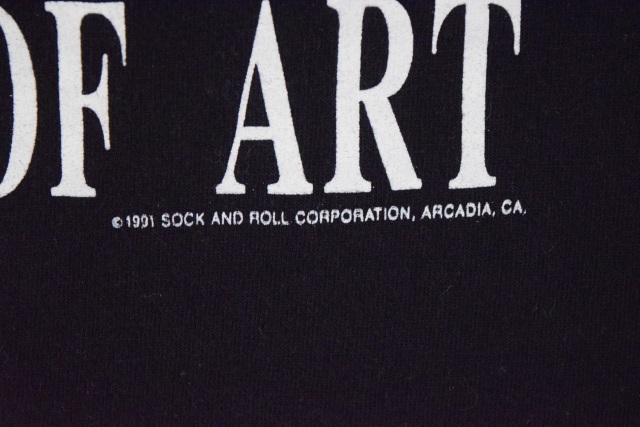 OF ART
©1991 SOCK AND ROLL CORPORATION, ARCADIA, CA.